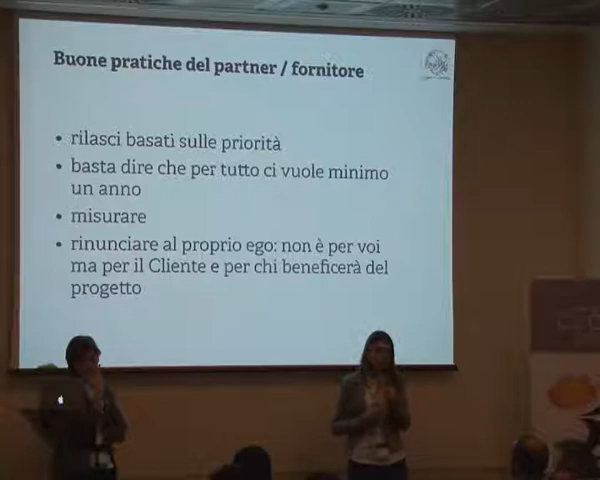 Buone pratiche del partner / fornitore
• rilasci basati sulle priorità
• basta dire che per tutto ci vuole minimo
un anno
• misurare
• rinunciare al proprio ego: non è per voi
ma per il Cliente e per chi beneficerà del
progetto